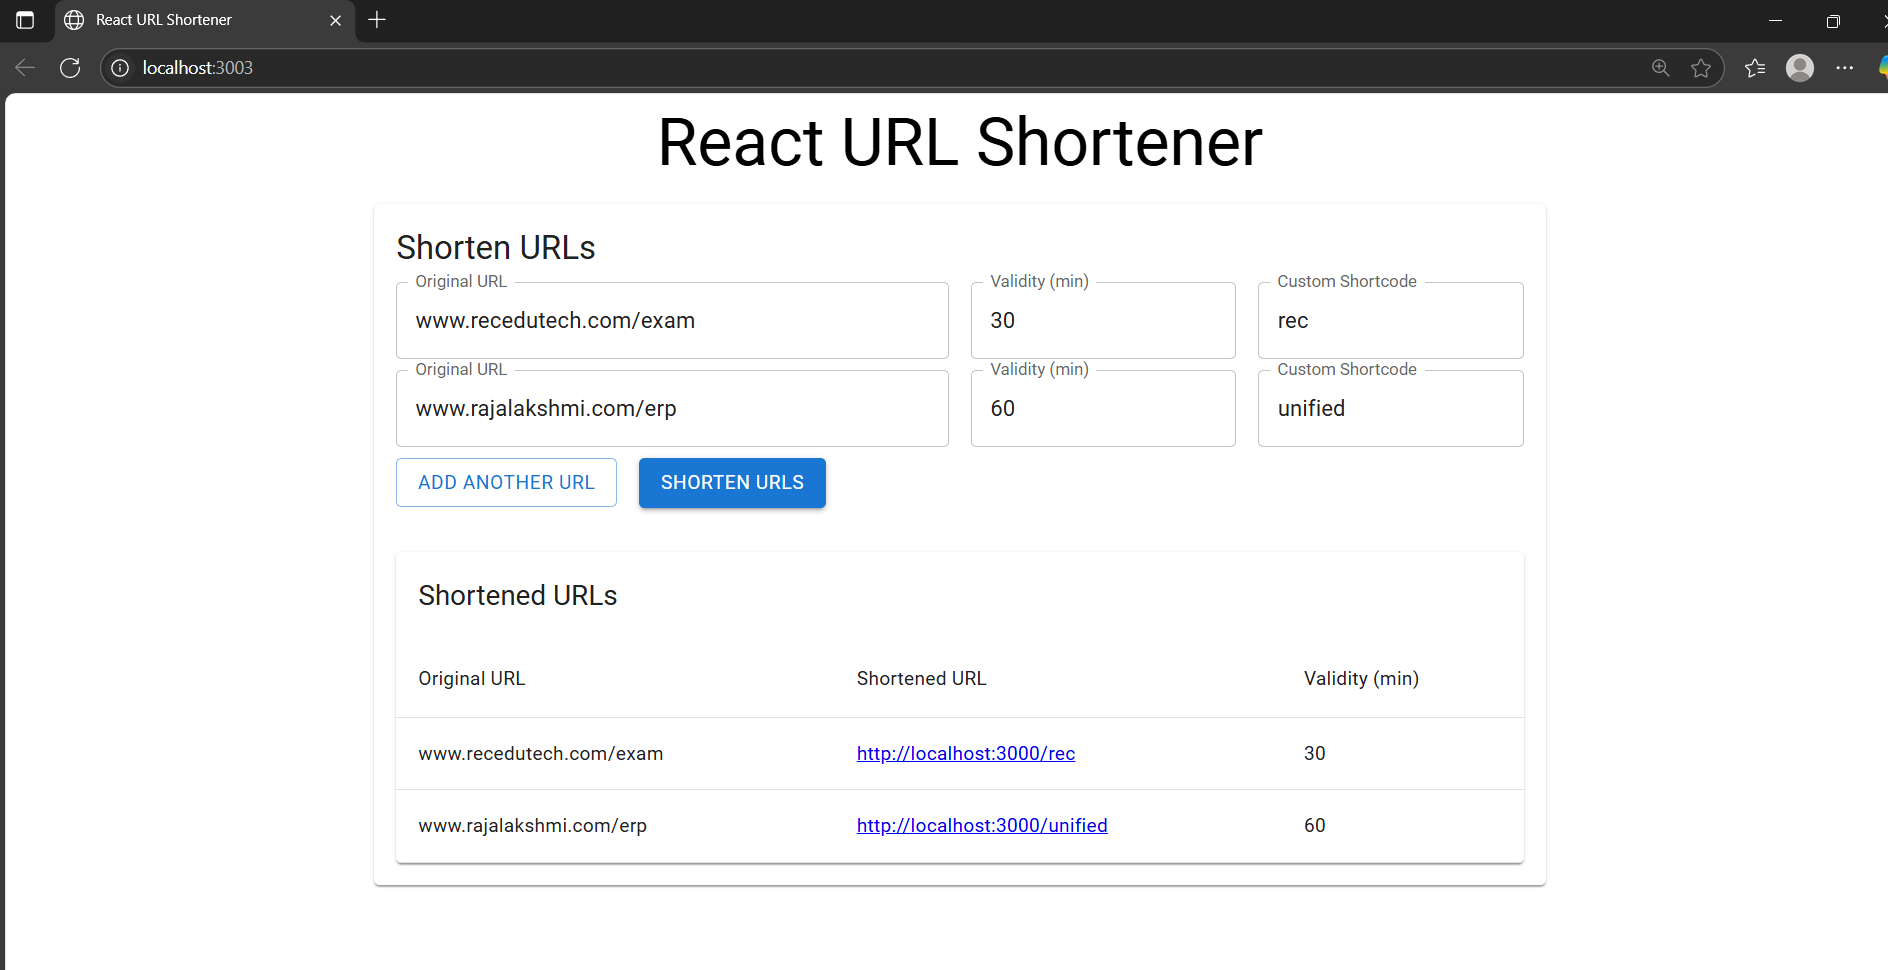 React URL Shortener
localhost:3003
React URL Shortener
Shorten URLs
Original URL Validity (min) Custom Shortcode
www.recedutech.com/exam 30 rec
Original URL Validity (min) Custom Shortcode
www.rajalakshmi.com/erp 60 unified
ADD ANOTHER URL SHORTEN URLS
Shortened URLs
Original URL Shortened URL Validity (min)
www.recedutech.com/exam http://localhost:3000/rec 30
www.rajalakshmi.com/erp http://localhost:3000/unified 60